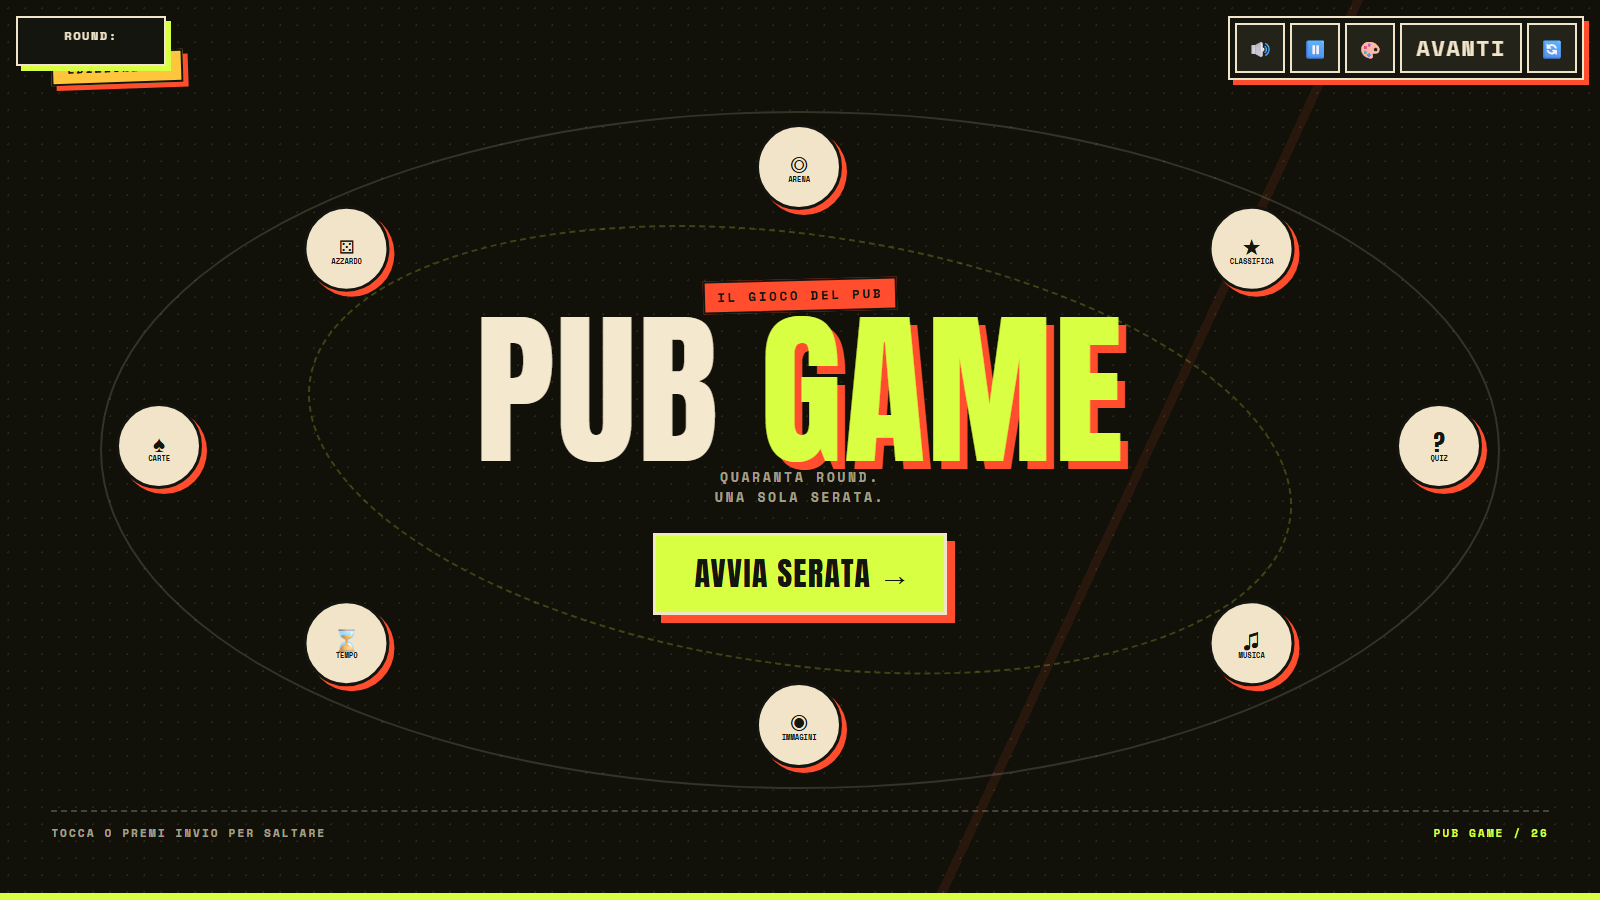 ROUND:
AVANTI
ARENA
AZZARDO
CLASSIFICA
IL GIOCO DEL PUB
PUB GAME
CARTE
?
QUIZ
QUARANTA ROUND.
UNA SOLA SERATA.
AVVIA SERATA →
TEMPO
MUSICA
IMMAGINI
TOCCA O PREMI INVIO PER SALTARE
PUB GAME / 26